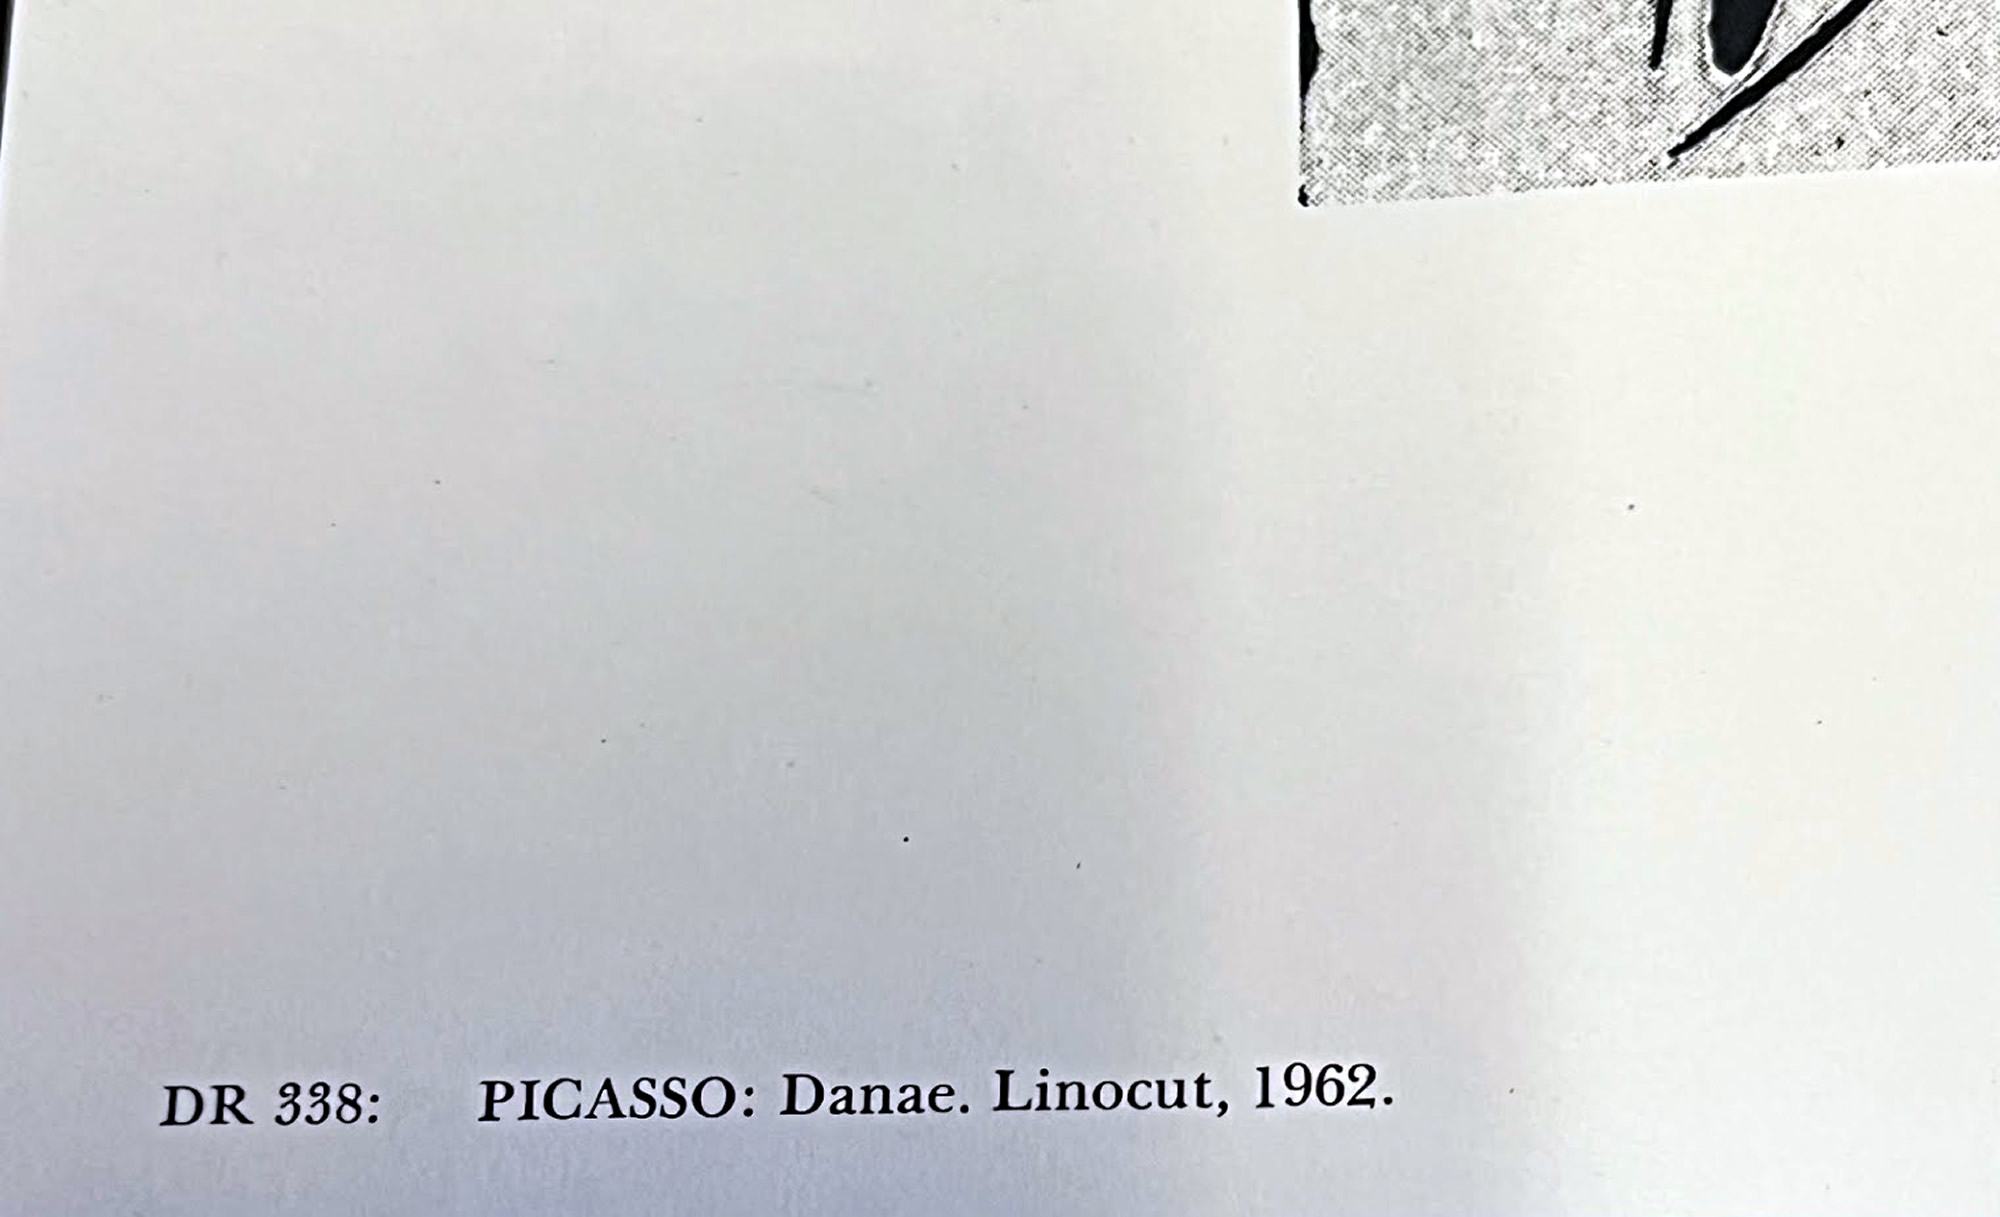 DR 338: PICASSO: Danae. Linocut, 1962.